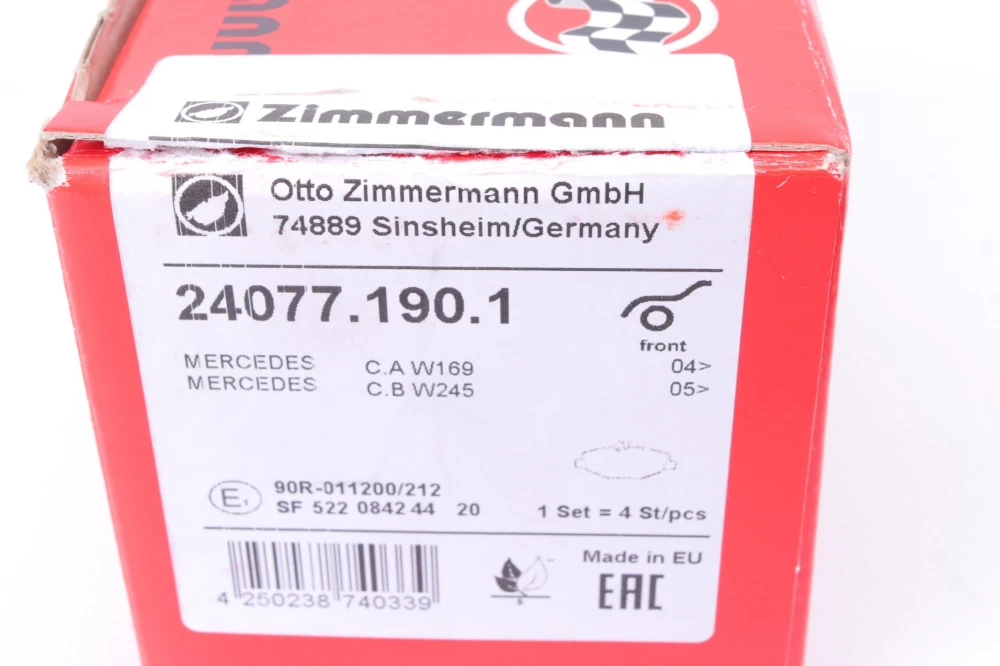 Zimmermann
Otto Zimmermann GmbH
74889 Sinsheim/Germany
24077.190.1
front
MERCEDES C.A W169 04>
MERCEDES C.B W245 05>
E1 90R-011200/212
SF 522 0842 44 20 1 Set = 4 St/pcs
Made in EU
4 250238 740339
EAC